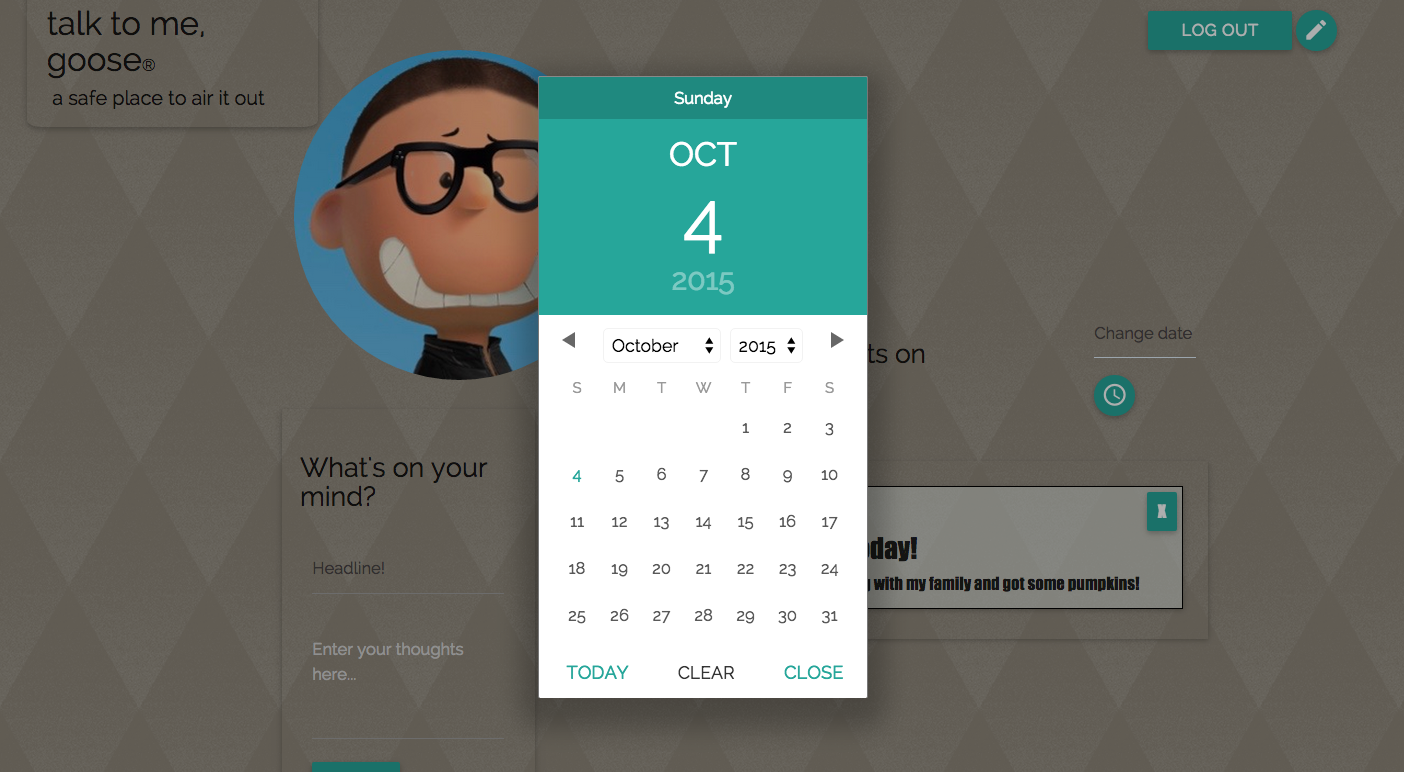 talk to me,
goose®
a safe place to air it out
LOG OUT
Sunday
OCT
4
2015
October 2015
S M T W T F S
1 2 3
4 5 6 7 8 9 10
11 12 13 14 15 16 17
18 19 20 21 22 23 24
25 26 27 28 29 30 31
TODAY CLEAR CLOSE
Change date
on
What's on your
mind?
Headline!
Enter your thoughts
here...
X
with my family and got some pumpkins!